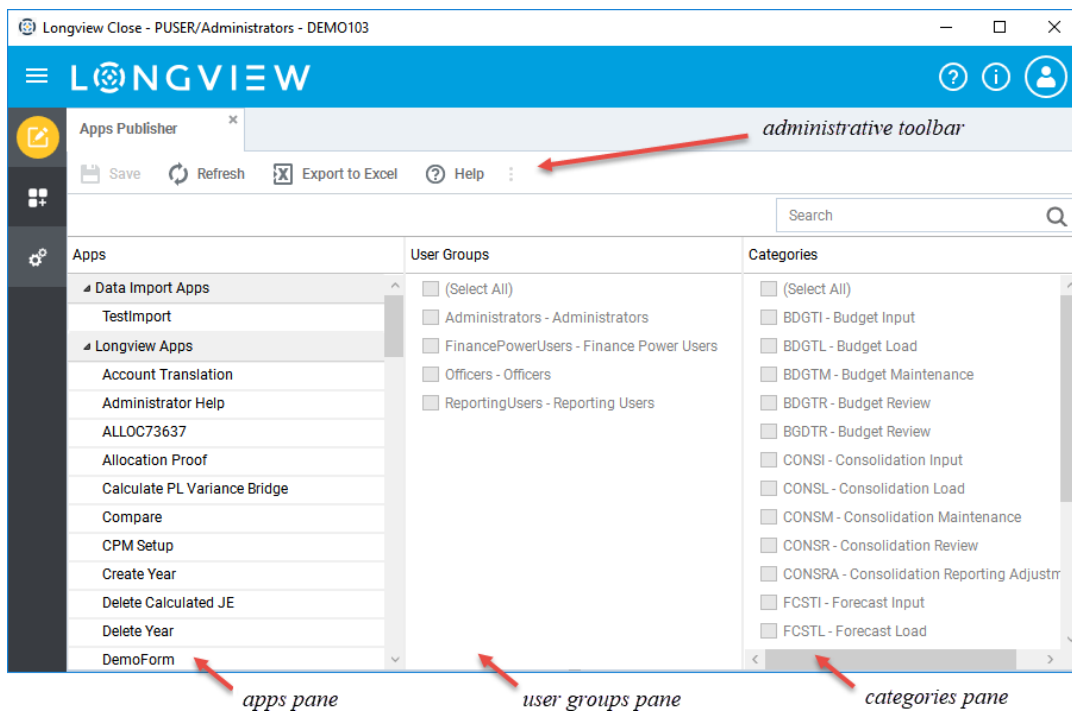 Longview Close - PUSER/Administrators - DEMO103
LONGVIEW
Apps Publisher
administrative toolbar
Save Refresh Export to Excel Help
Search
Apps User Groups Categories
Data Import Apps (Select All) (Select All)
TestImport Administrators - Administrators BDGTI - Budget Input
Longview Apps FinancePowerUsers - Finance Power Users BDGTL - Budget Load
Account Translation Officers - Officers BDGTM - Budget Maintenance
Administrator Help ReportingUsers - Reporting Users BDGTR - Budget Review
ALLOC73637 BGDTR - Budget Review
Allocation Proof CONSI - Consolidation Input
Calculate PL Variance Bridge CONSL - Consolidation Load
Compare CONSM - Consolidation Maintenance
CPM Setup CONSR - Consolidation Review
Create Year CONSRA - Consolidation Reporting Adjustm
Delete Calculated JE FCSTI - Forecast Input
Delete Year FCSTL - Forecast Load
DemoForm
apps pane user groups pane categories pane